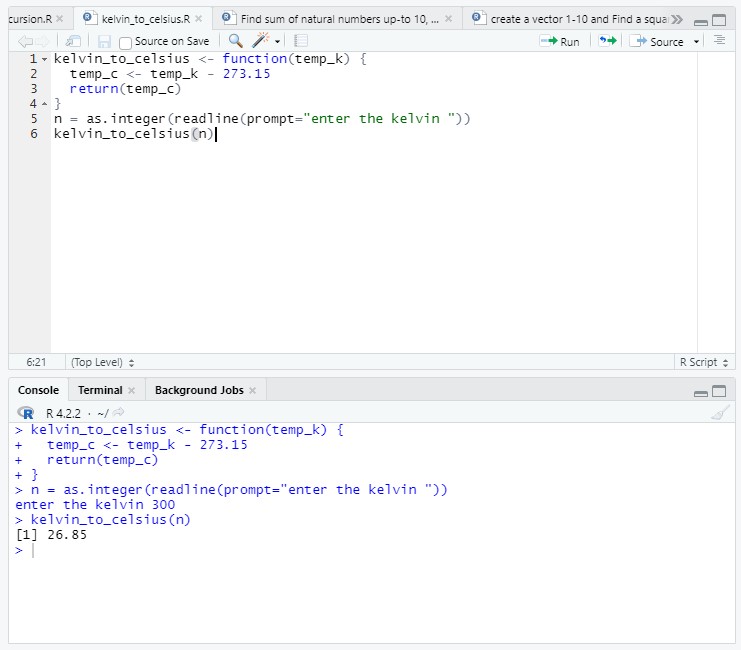 cursion.R
kelvin_to_celsius.R
Find sum of natural numbers up-to 10, ...
create a vector 1-10 and Find a squa
Source on Save
Run
Source
1 kelvin_to_celsius <- function(temp_k) {
2   temp_c <- temp_k - 273.15
3   return(temp_c)
4 }
5 n = as.integer(readline(prompt="enter the kelvin "))
6 kelvin_to_celsius(n)
6:21 (Top Level) R Script
Console Terminal Background Jobs
R R 4.2.2 · ~/
> kelvin_to_celsius <- function(temp_k) {
+   temp_c <- temp_k - 273.15
+   return(temp_c)
+ }
> n = as.integer(readline(prompt="enter the kelvin "))
enter the kelvin 300
> kelvin_to_celsius(n)
[1] 26.85
>